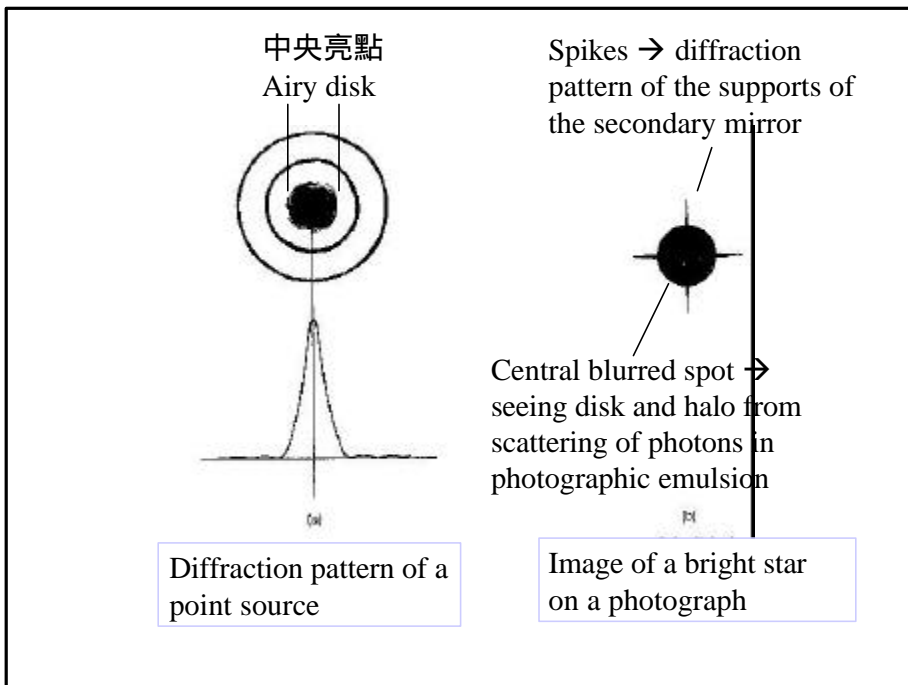 中央亮點
Airy disk
Spikes → diffraction
pattern of the supports of
the secondary mirror
Central blurred spot →
seeing disk and halo from
scattering of photons in
photographic emulsion
(a)
(b)
Diffraction pattern of a
point source
Image of a bright star
on a photograph